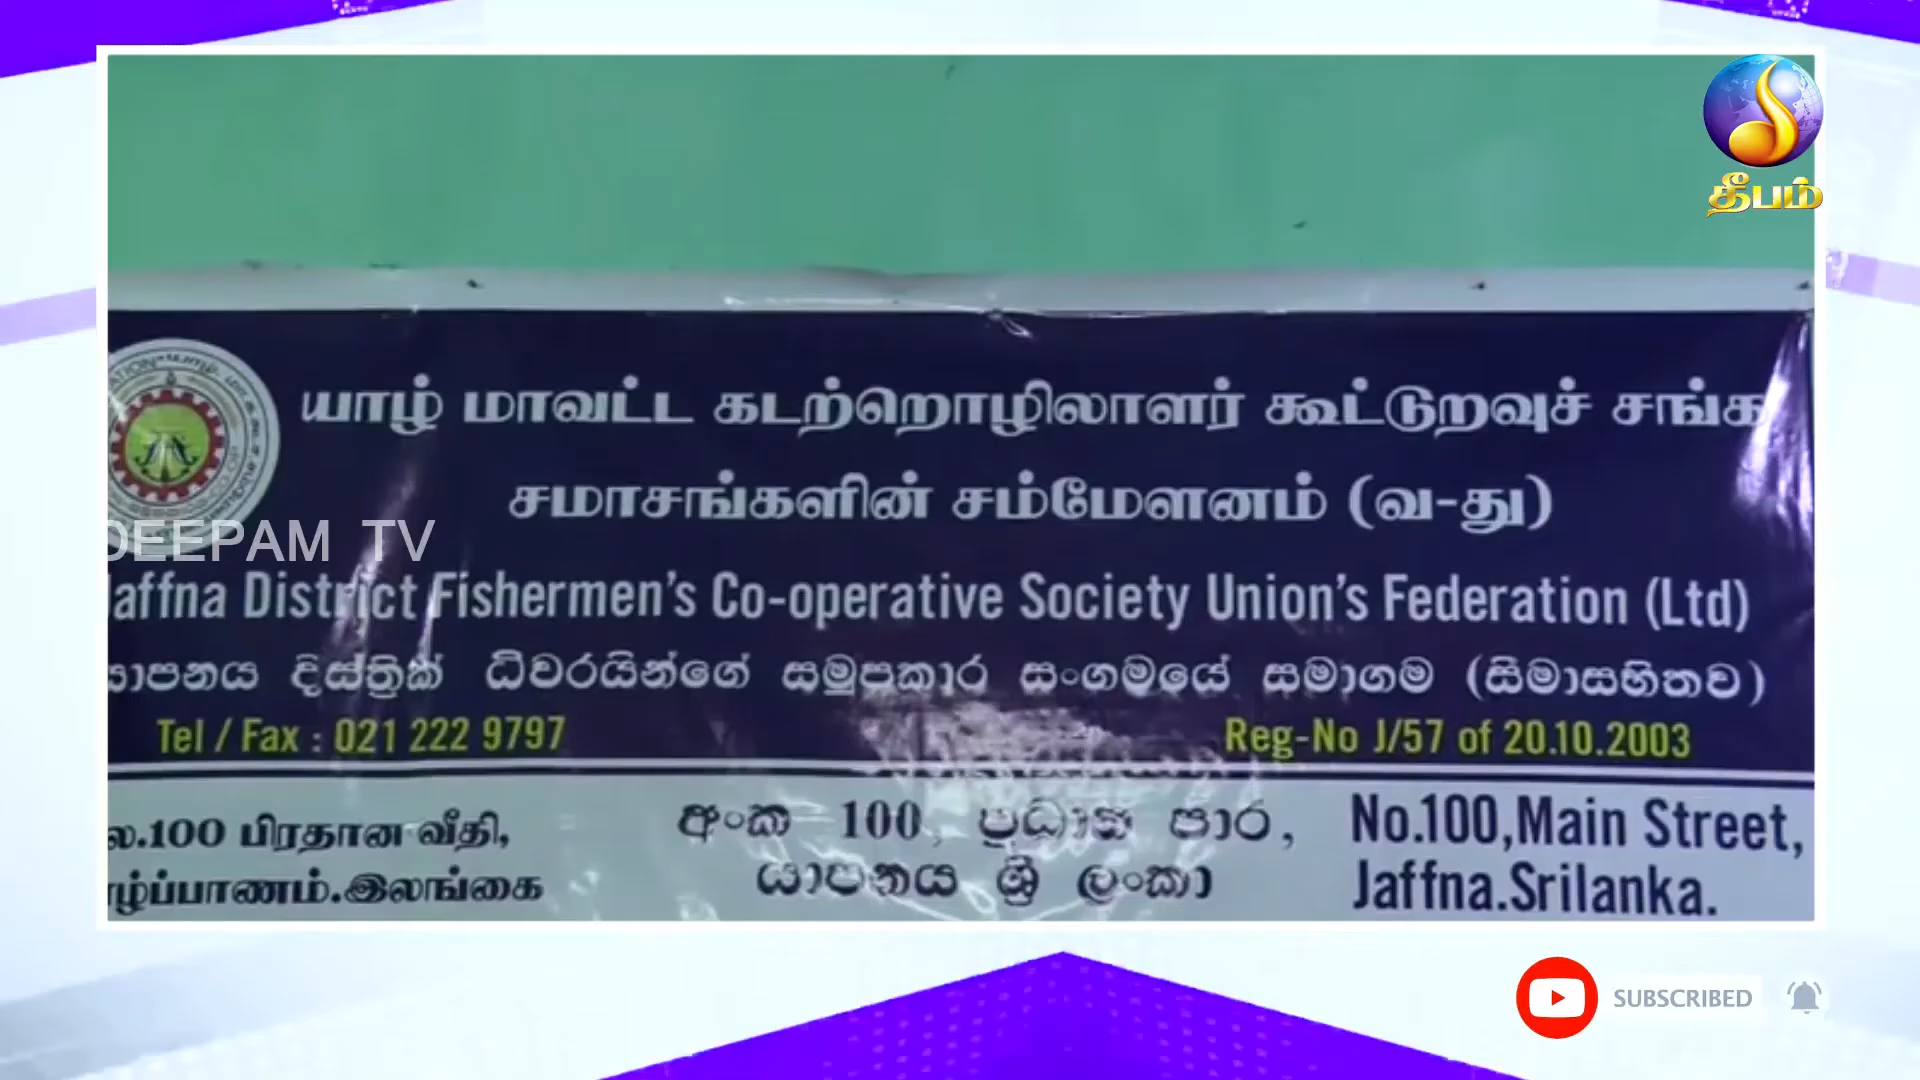 தீபம்
யாழ் மாவட்ட கடற்றொழிலாளர் கூட்டுறவுச் சங்க
சமாசங்களின் சம்மேளனம் (வ-து)
DEEPAM TV
Jaffna District Fishermen's Co-operative Society Union's Federation (Ltd)
යාපනය දිස්ත්‍රික් ධිවරයින්ගේ සමුපකාර සංගමයේ සමාගම (සීමාසහිතව)
Tel / Fax : 021 222 9797
Reg-No J/57 of 20.10.2003
ல.100 பிரதான வீதி,
ழ்ப்பாணம்.இலங்கை
අංක 100, ප්‍රධාන පාර,
යාපනය ශ්‍රී ලංකා
No.100,Main Street,
Jaffna.Srilanka.
SUBSCRIBED